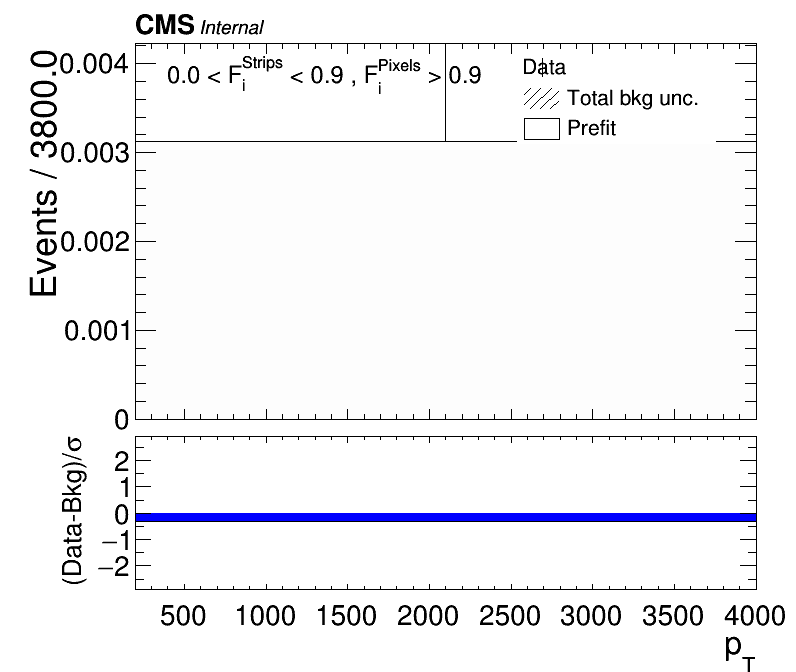 CMS Internal
0.0 < F_i^Strips < 0.9 , F_i^Pixels > 0.9
Data
Total bkg unc.
Prefit
Events / 3800.0
0.004
0.003
0.002
0.001
0
(Data-Bkg)/σ
2
1
0
−1
−2
500 1000 1500 2000 2500 3000 3500 4000
p_T